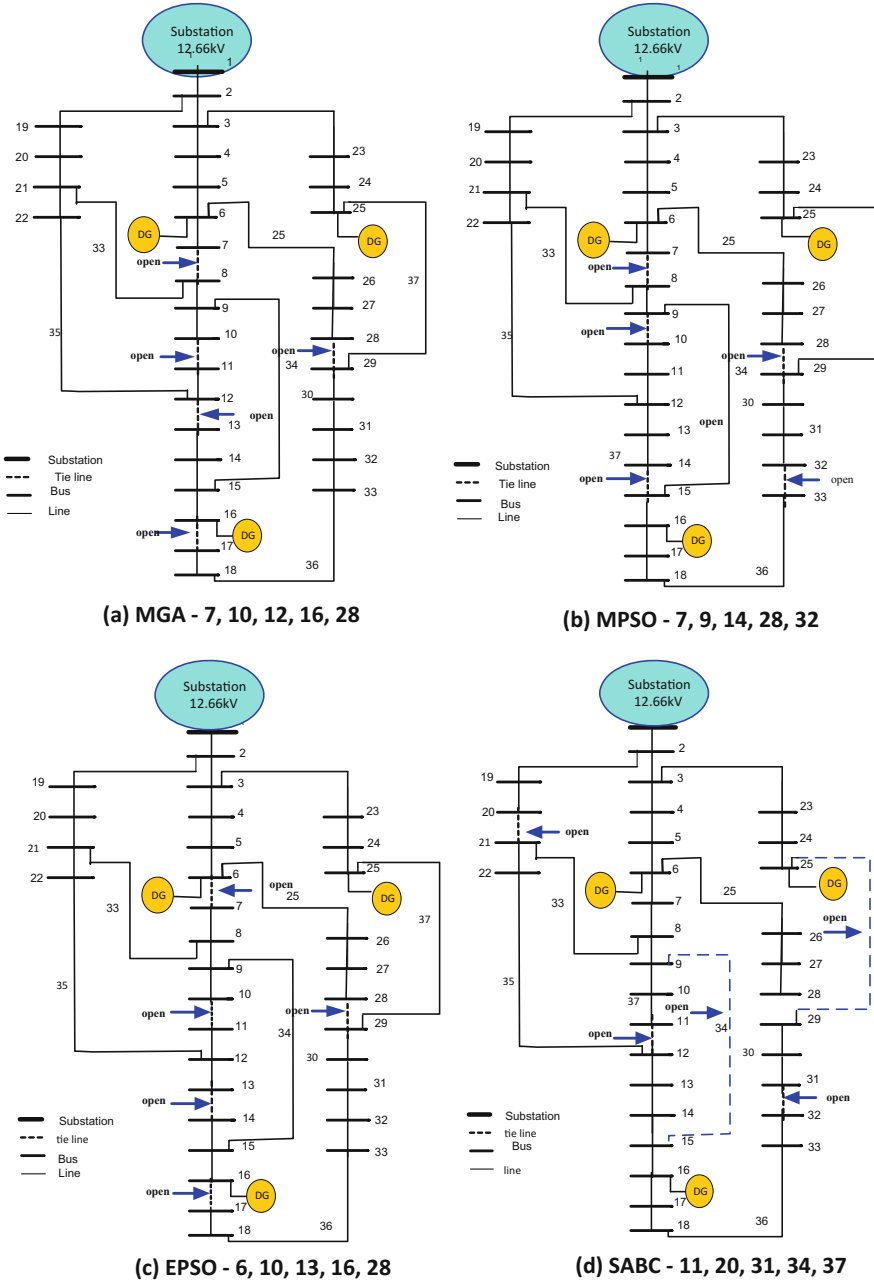 Substation
12.66kV
1
1
2
3
4
5
6
7
8
9
10
11
12
13
14
15
16
17
18
19
20
21
22
23
24
25
26
27
28
29
30
31
32
33
25
33
34
35
36
37
DG
DG
DG
open
open
open
open
open
Substation
Tie line
Bus
Line
(a) MGA - 7, 10, 12, 16, 28
Substation
12.66kV
1
1
2
3
4
5
6
7
8
9
10
11
12
13
14
15
16
17
18
19
20
21
22
23
24
25
26
27
28
29
30
31
32
33
25
33
34
35
36
37
DG
DG
DG
open
open
open
open
open
open
Substation
Tie line
Bus
Line
(b) MPSO - 7, 9, 14, 28, 32
Substation
12.66kV
2
3
4
5
6
7
8
9
10
11
12
13
14
15
16
17
18
19
20
21
22
23
24
25
26
27
28
29
30
31
32
33
25
33
34
35
36
37
DG
DG
DG
open
open
open
open
open
Substation
tie line
Bus
Line
(c) EPSO - 6, 10, 13, 16, 28
Substation
12.66kV
2
3
4
5
6
7
8
9
10
11
12
13
14
15
16
17
18
19
20
21
22
23
24
25
26
27
28
29
30
31
32
33
25
33
34
35
36
37
DG
DG
DG
open
open
open
open
open
Substation
tie line
Bus
line
(d) SABC - 11, 20, 31, 34, 37